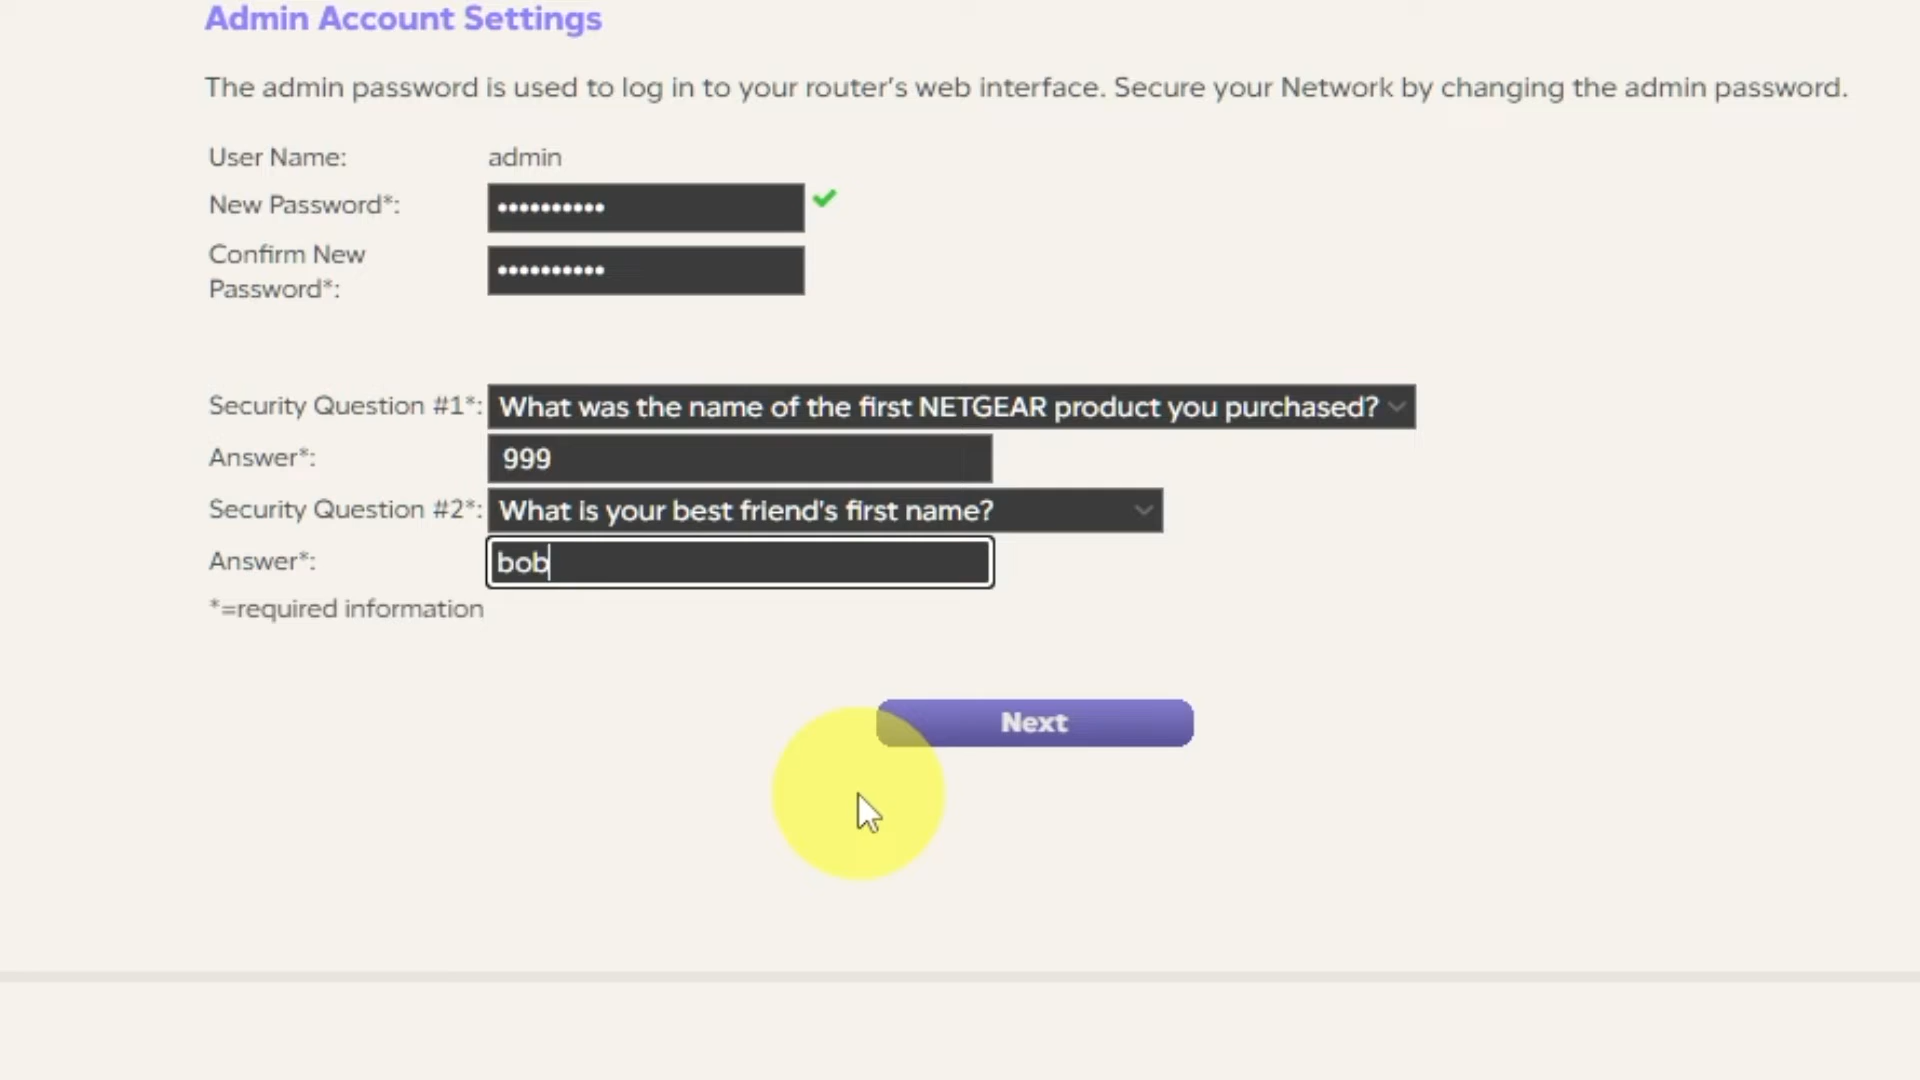 Admin Account Settings
The admin password is used to log in to your router's web interface. Secure your Network by changing the admin password.
User Name: admin
New Password*: ••••••••••
Confirm New
Password*: ••••••••••
Security Question #1*: What was the name of the first NETGEAR product you purchased?
Answer*: 999
Security Question #2*: What is your best friend's first name?
Answer*: bob
*=required information
Next